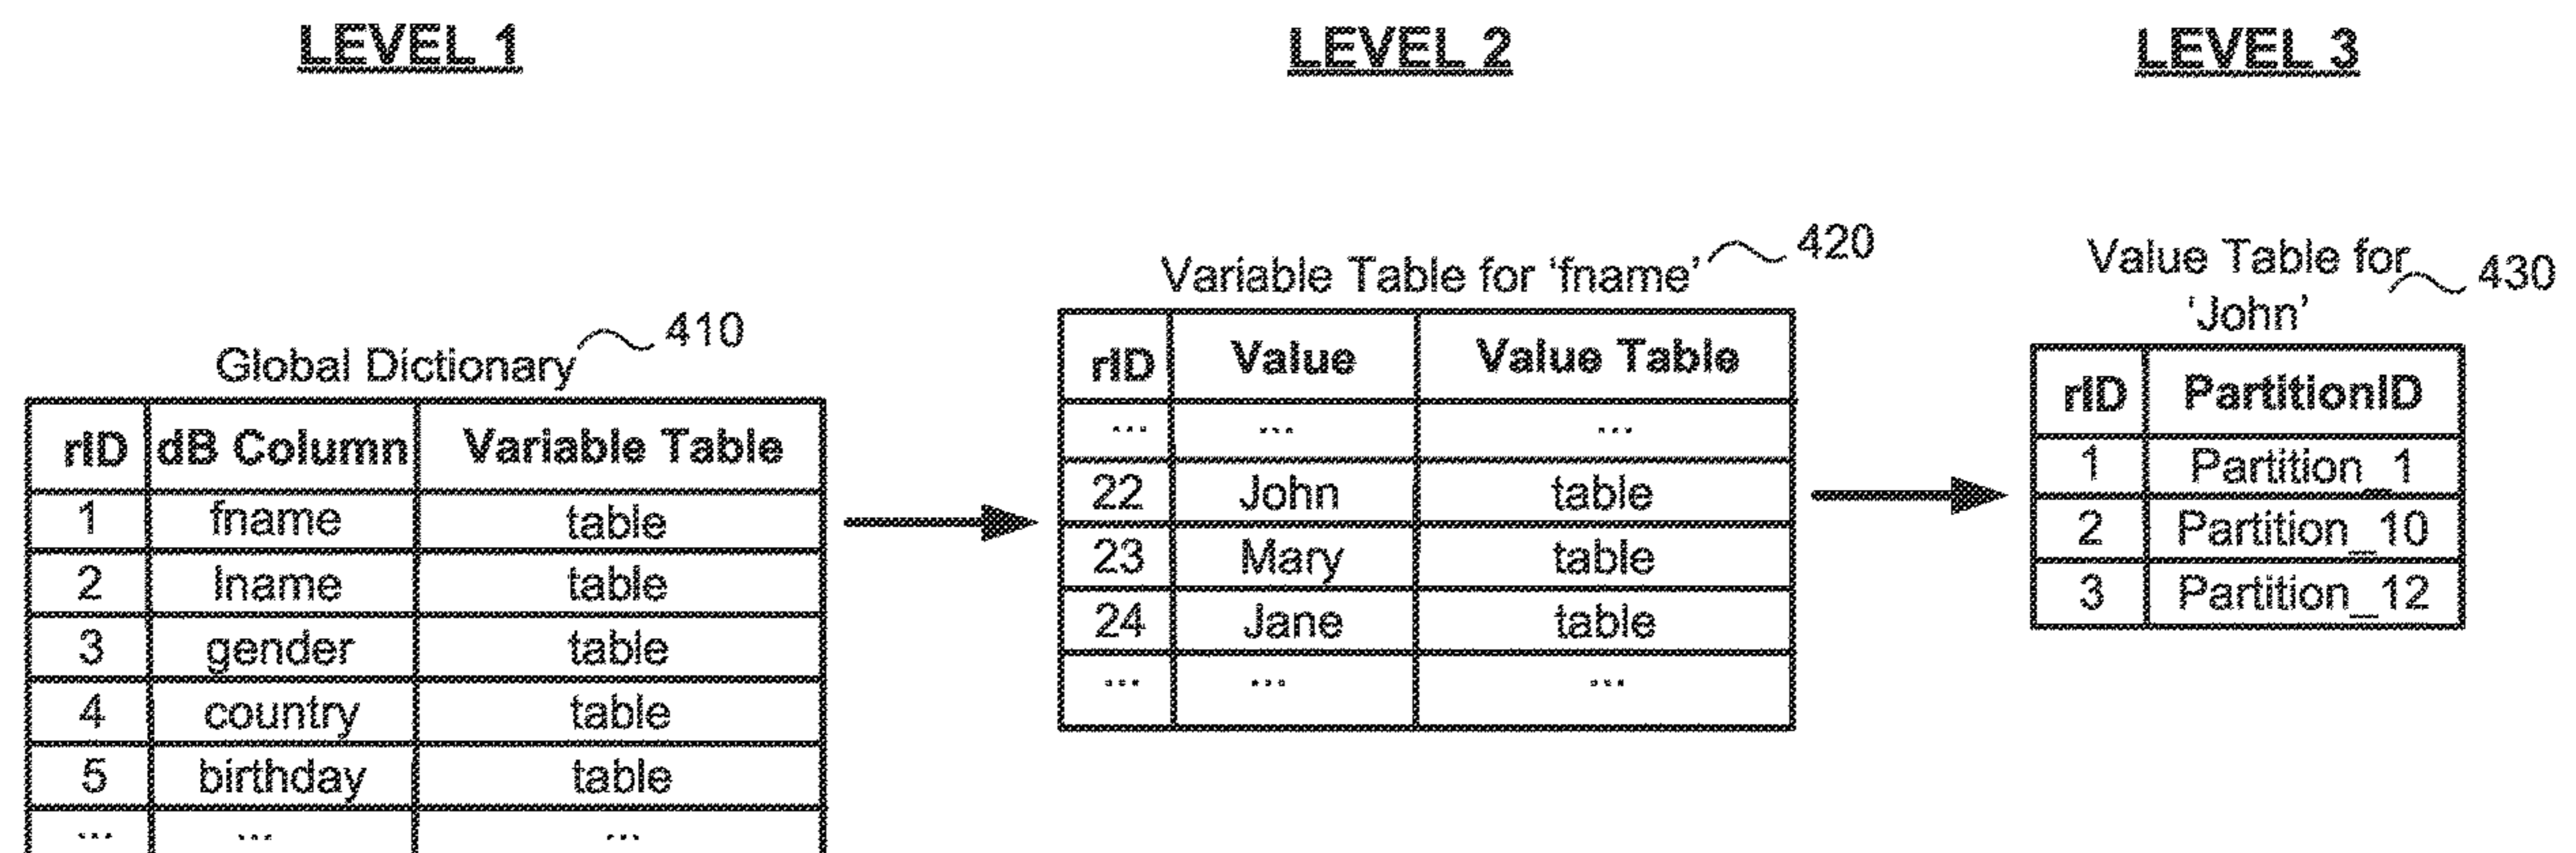 LEVEL 1
LEVEL 2
LEVEL 3
Global Dictionary 410
rID dB Column Variable Table
1 fname table
2 lname table
3 gender table
4 country table
5 birthday table
... ... ...
Variable Table for ‘fname’ 420
rID Value Value Table
... ... ...
22 John table
23 Mary table
24 Jane table
... ... ...
Value Table for 430
‘John’
rID PartitionID
1 Partition_1
2 Partition_10
3 Partition_12